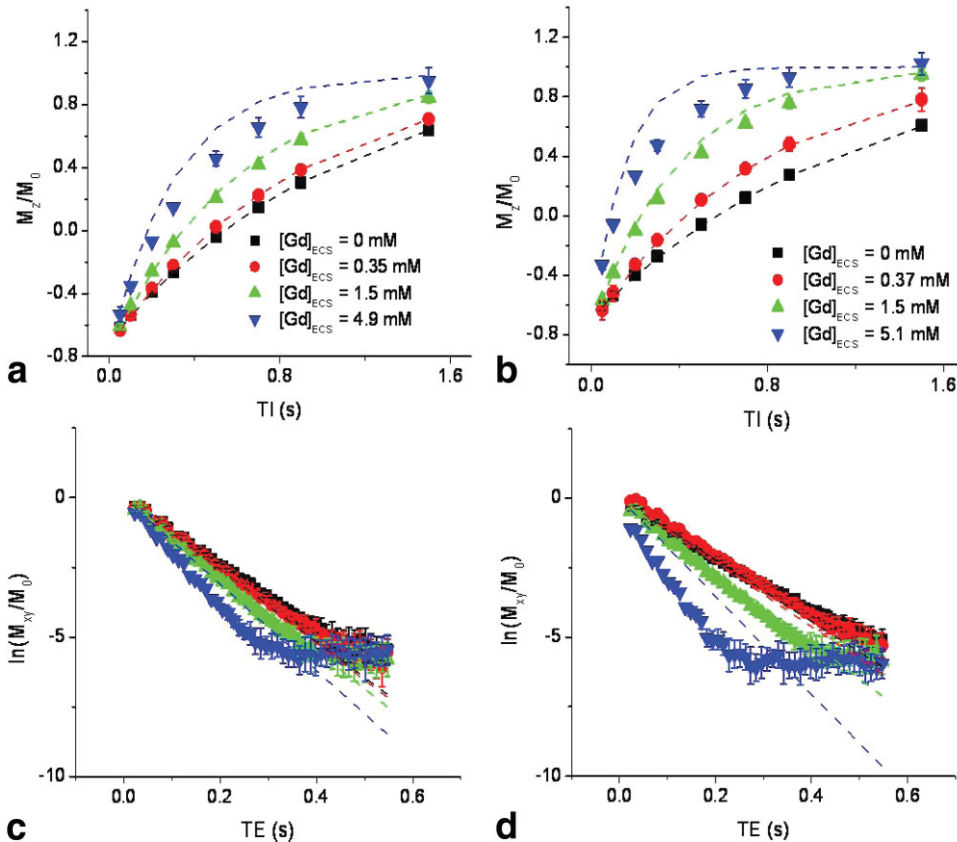 1.2
0.8
0.4
0.0
-0.4
-0.8
M_z/M_0
0.0 0.8 1.6
TI (s)
[Gd]_ECS = 0 mM
[Gd]_ECS = 0.35 mM
[Gd]_ECS = 1.5 mM
[Gd]_ECS = 4.9 mM
a
1.2
0.8
0.4
0.0
-0.4
-0.8
M_z/M_0
0.0 0.8 1.6
TI (s)
[Gd]_ECS = 0 mM
[Gd]_ECS = 0.37 mM
[Gd]_ECS = 1.5 mM
[Gd]_ECS = 5.1 mM
b
0
-5
-10
ln(M_xy/M_0)
0.0 0.2 0.4 0.6
TE (s)
c
0
-5
-10
ln(M_xy/M_0)
0.0 0.2 0.4 0.6
TE (s)
d